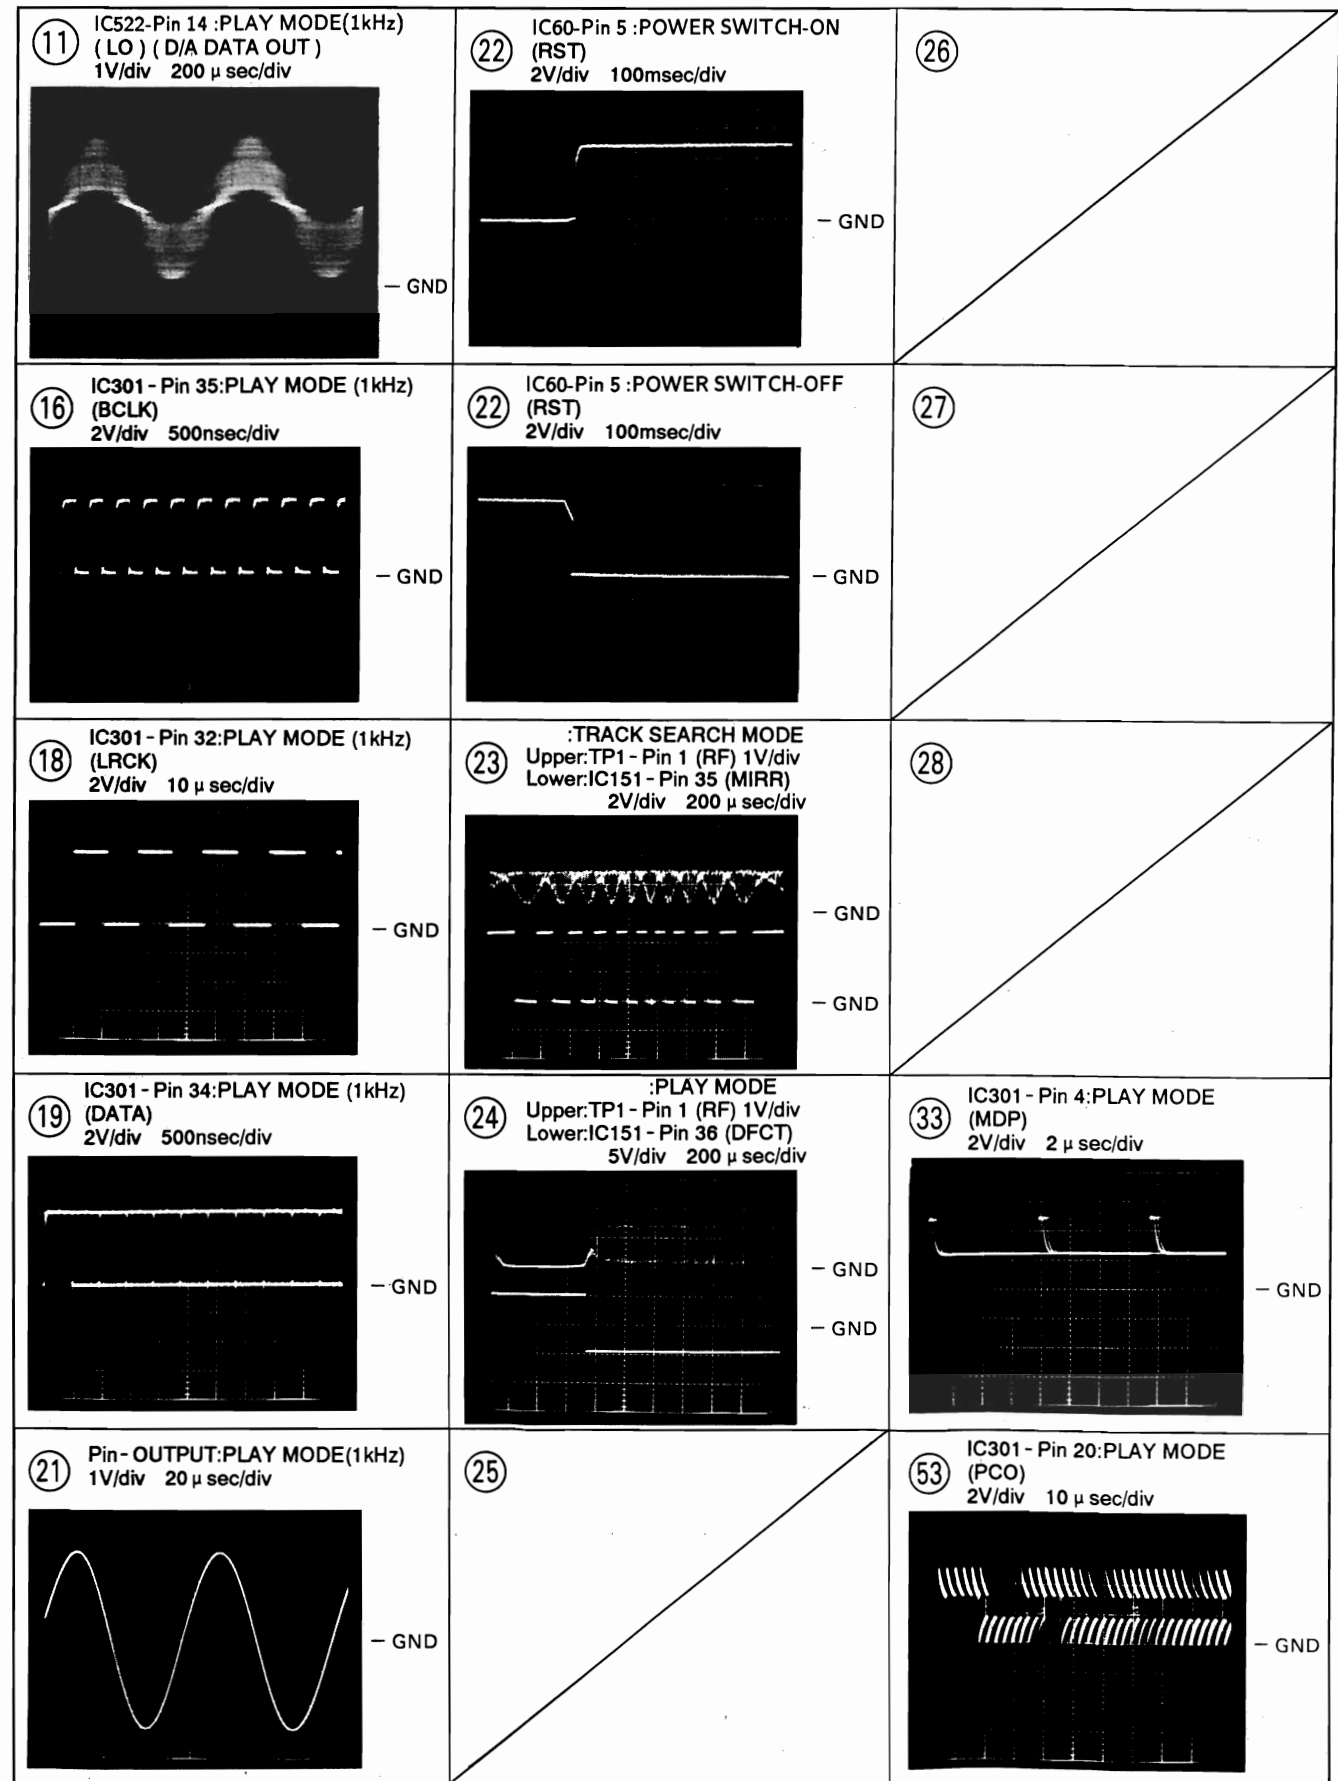 11
IC522-Pin 14 :PLAY MODE(1kHz)
( LO ) ( D/A DATA OUT )
1V/div 200 µ sec/div
— GND
22
IC60-Pin 5 :POWER SWITCH-ON
(RST)
2V/div 100msec/div
— GND
26
16
IC301 - Pin 35:PLAY MODE (1kHz)
(BCLK)
2V/div 500nsec/div
— GND
22
IC60-Pin 5 :POWER SWITCH-OFF
(RST)
2V/div 100msec/div
— GND
27
18
IC301 - Pin 32:PLAY MODE (1kHz)
(LRCK)
2V/div 10 µ sec/div
— GND
23
:TRACK SEARCH MODE
Upper:TP1 - Pin 1 (RF) 1V/div
Lower:IC151 - Pin 35 (MIRR)
2V/div 200 µ sec/div
— GND
— GND
28
19
IC301 - Pin 34:PLAY MODE (1kHz)
(DATA)
2V/div 500nsec/div
— GND
24
:PLAY MODE
Upper:TP1 - Pin 1 (RF) 1V/div
Lower:IC151 - Pin 36 (DFCT)
5V/div 200 µ sec/div
— GND
— GND
33
IC301 - Pin 4:PLAY MODE
(MDP)
2V/div 2 µ sec/div
— GND
21
Pin - OUTPUT:PLAY MODE(1kHz)
1V/div 20 µ sec/div
— GND
25
53
IC301 - Pin 20:PLAY MODE
(PCO)
2V/div 10 µ sec/div
— GND